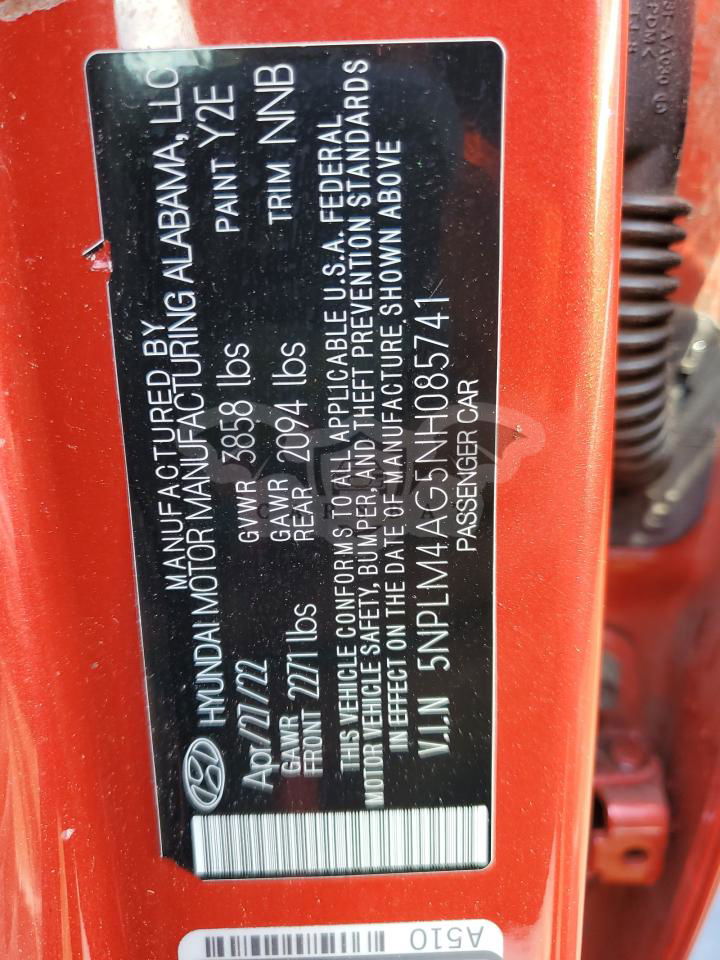 MANUFACTURED BY
HYUNDAI MOTOR MANUFACTURING ALABAMA, LLC
Apr/27/22 GVWR 3858 lbs PAINT Y2E
GAWR FRONT 2271 lbs GAWR REAR 2094 lbs TRIM NNB
THIS VEHICLE CONFORMS TO ALL APPLICABLE U.S.A. FEDERAL
MOTOR VEHICLE SAFETY, BUMPER, AND THEFT PREVENTION STANDARDS
IN EFFECT ON THE DATE OF MANUFACTURE SHOWN ABOVE
V.I.N 5NPLM4AG5NH085741
PASSENGER CAR
A510